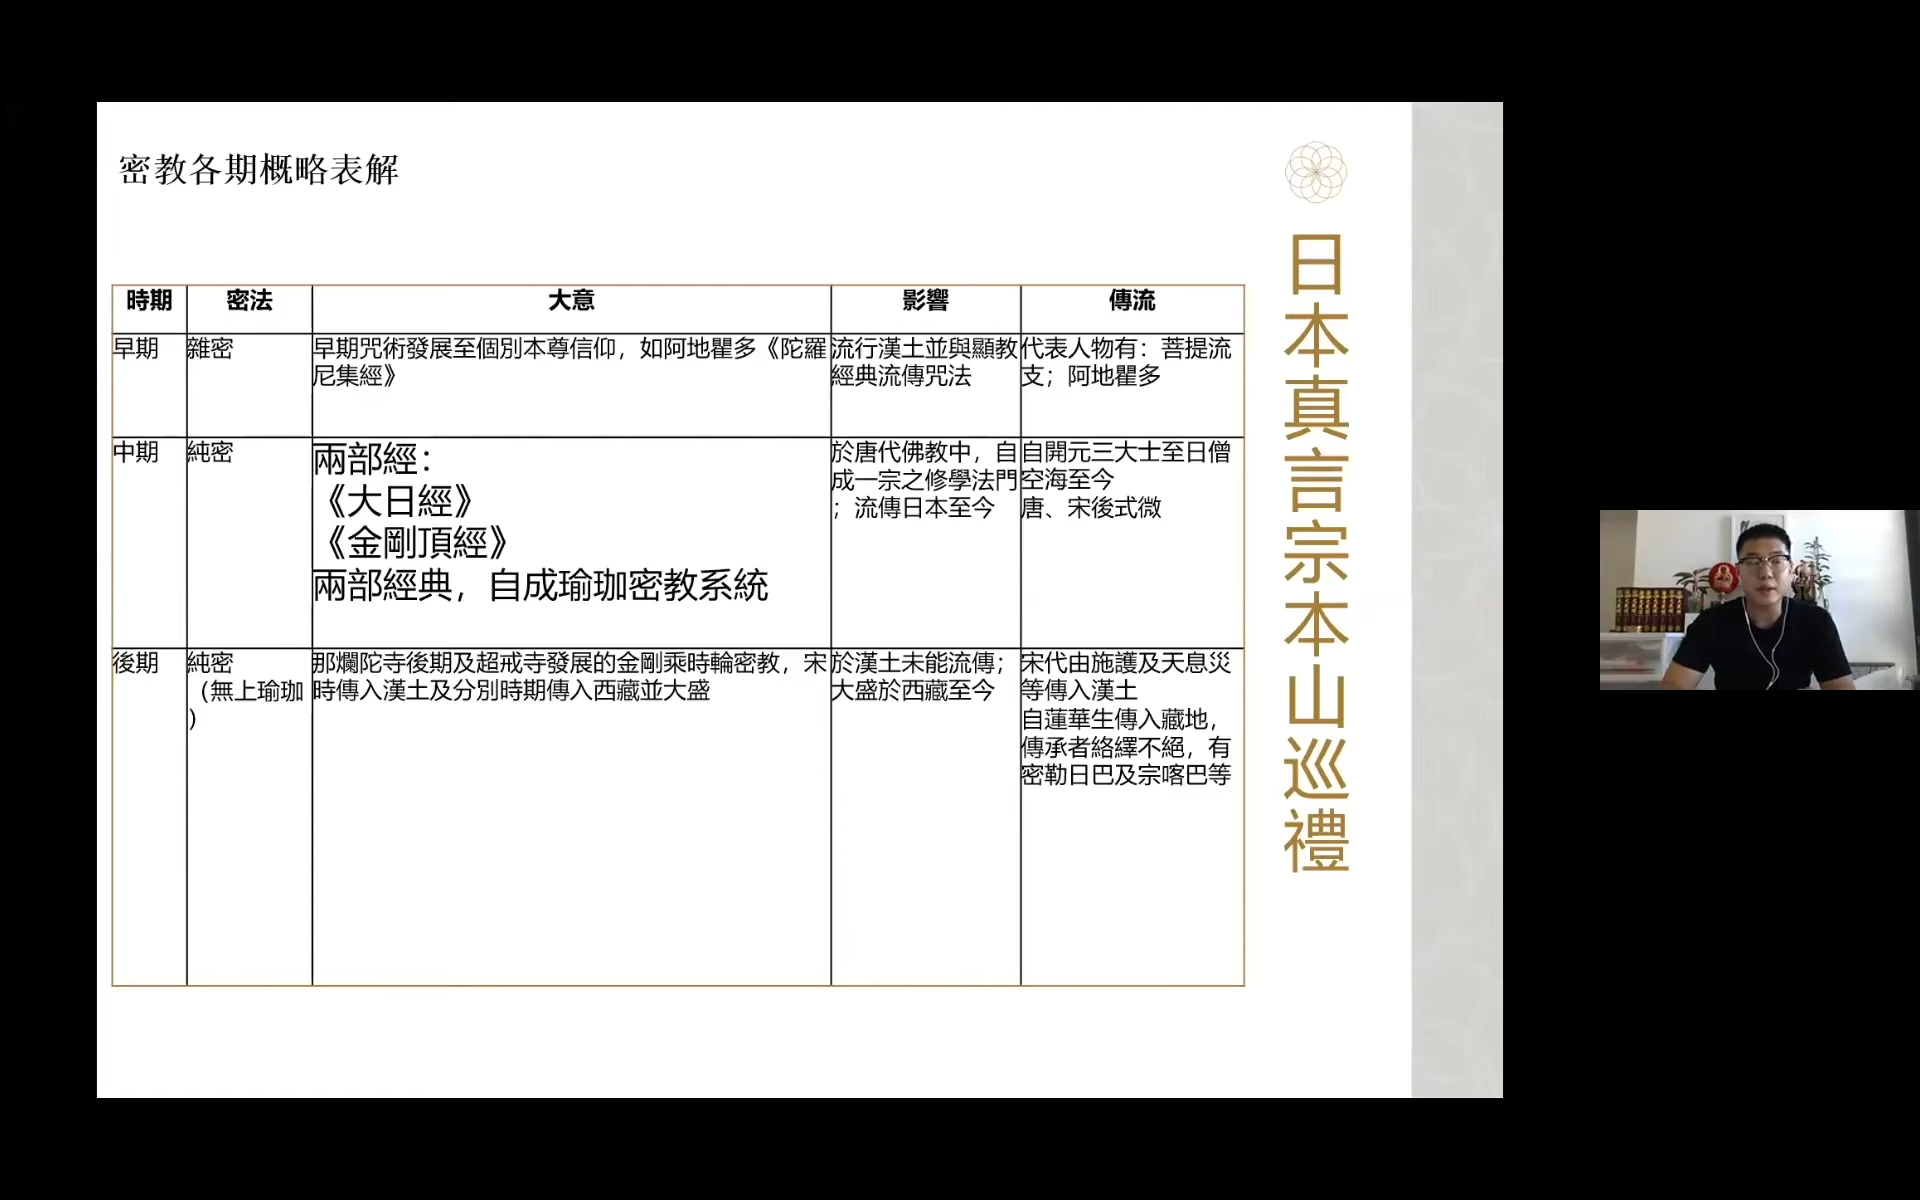 密教各期概略表解
日本真言宗本山巡禮
時期
密法
大意
影響
傳流
早期
雜密
早期咒術發展至個別本尊信仰，如阿地瞿多《陀羅
尼集經》
流行漢土並與顯教
經典流傳咒法
代表人物有：菩提流
支；阿地瞿多
中期
純密
兩部經：
《大日經》
《金剛頂經》
兩部經典，自成瑜珈密教系統
於唐代佛教中，自
成一宗之修學法門
；流傳日本至今
自開元三大士至日僧
空海至今
唐、宋後式微
後期
純密
（無上瑜珈
）
那爛陀寺後期及超戒寺發展的金剛乘時輪密教，宋
時傳入漢土及分別時期傳入西藏並大盛
於漢土未能流傳；
大盛於西藏至今
宋代由施護及天息災
等傳入漢土
自蓮華生傳入藏地，
傳承者絡繹不絕，有
密勒日巴及宗喀巴等